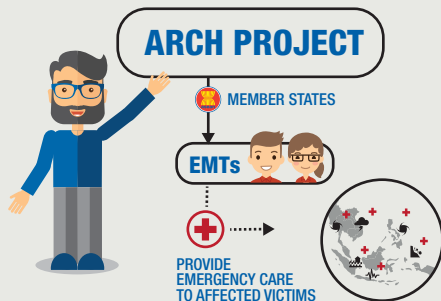 ARCH PROJECT
MEMBER STATES
EMTs
PROVIDE
EMERGENCY CARE
TO AFFECTED VICTIMS